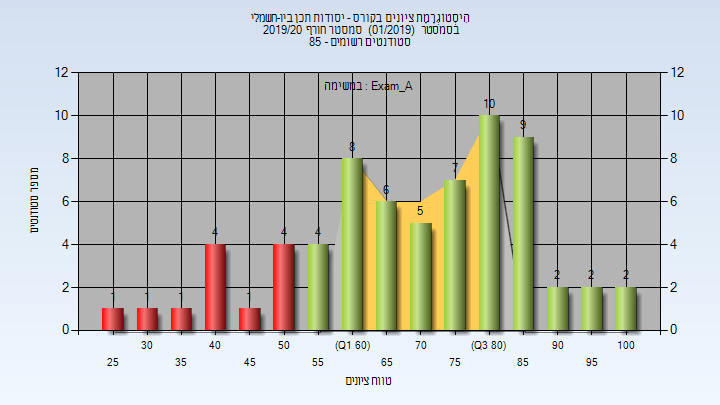 היסטוגרמת ציונים בקורס - יסודות תכן ביו-חשמלי
בסמסטר (01/2019) סמסטר חורף 2019/20
סטודנטים רשומים - 85
במשימה : Exam_A
מספר סטודנטים
12 12
10 10
8 8
6 6
4 4
2 2
0 0
1 1 1 4 1 4 4 8 6 5 7 10 9 2 2 2
30 40 50 (Q1 60) 70 (Q3 80) 90 100
25 35 45 55 65 75 85 95
טווח ציונים